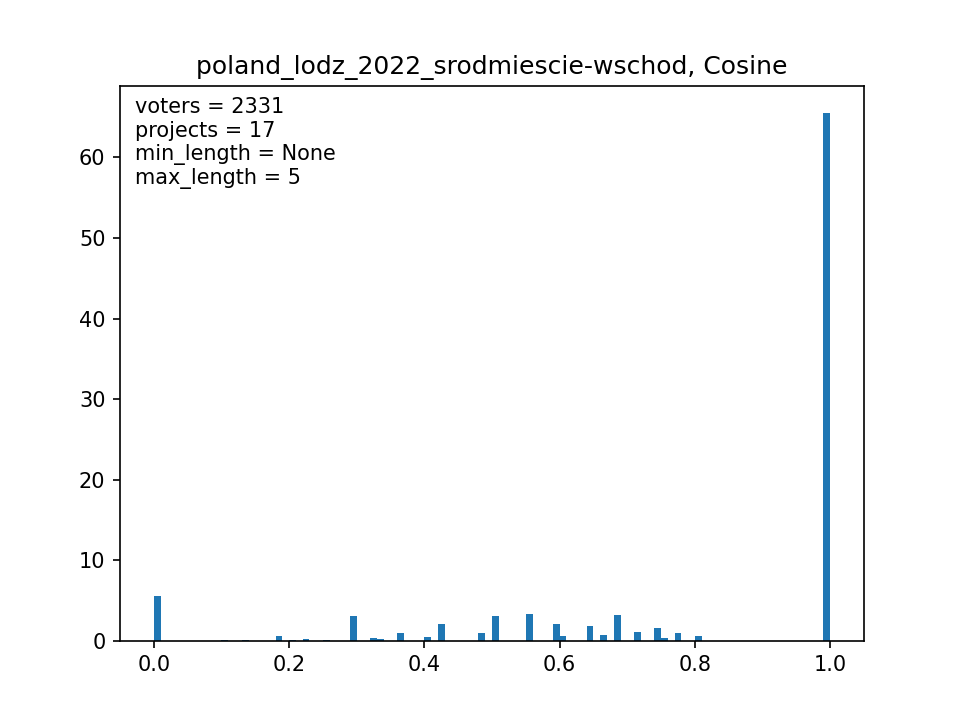 poland_lodz_2022_srodmiescie-wschod, Cosine
voters = 2331
projects = 17
min_length = None
max_length = 5
60
50
40
30
20
10
0
0.0 0.2 0.4 0.6 0.8 1.0